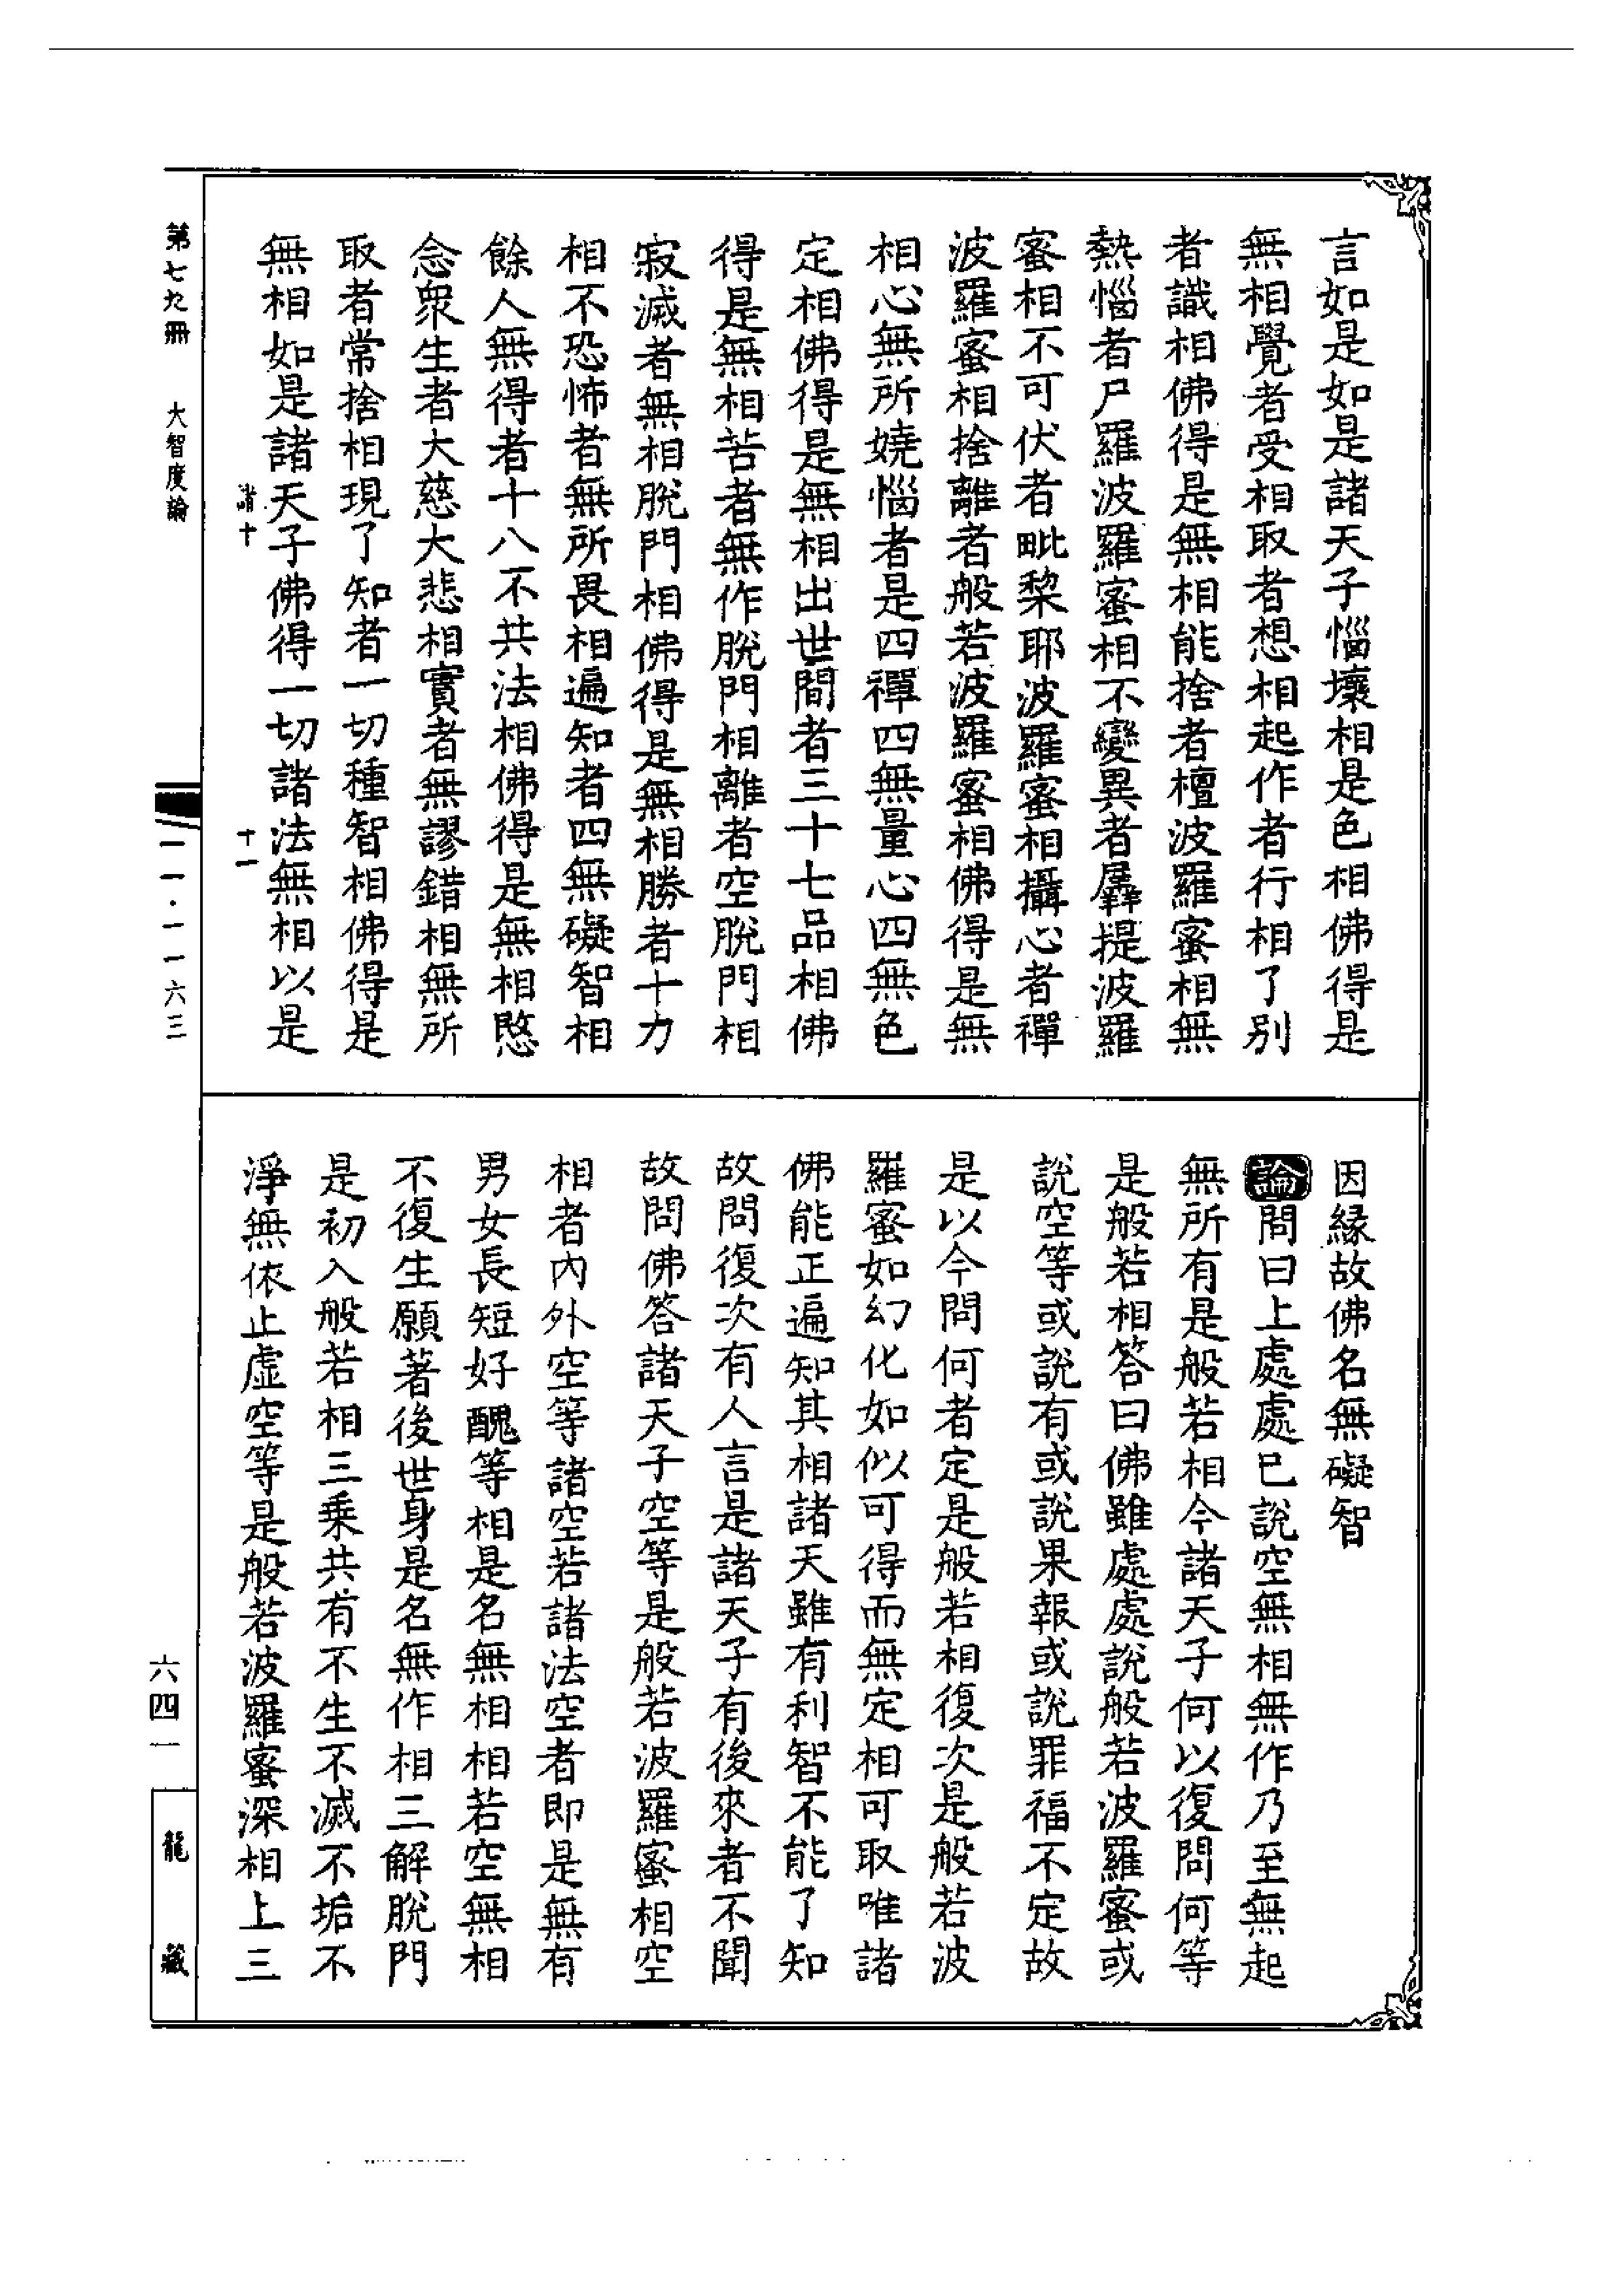 言如是如是諸天子惱壞相是色相佛得是
無相覺者受相取者想相起作者行相了別
者識相佛得是無相能捨者檀波羅蜜相無
熱惱者尸羅波羅蜜相不變異者羼提波羅
蜜相不可伏者毗棃耶波羅蜜相攝心者禪
波羅蜜相捨離者般若波羅蜜相佛得是無
相心無所嬈惱者是四禪四無量心四無色
定相佛得是無相出世間者三十七品相佛
得是無相苦者無作脫門相離者空脫門相
寂滅者無相脫門相佛得是無相勝者十力
相不恐怖者無所畏相遍知者四無礙智相
餘人無得者十八不共法相佛得是無相愍
念眾生者大慈大悲相實者無謬錯相無所
取者常捨相現了知者一切種智相佛得是
無相如是諸天子佛得一切諸法無相以是
十
十一
因緣故佛名無礙智
論問曰上處處已說空無相無作乃至無起
無所有是般若相今諸天子何以復問何等
是般若相答曰佛雖處處說般若波羅蜜或
說空等或說有或說果報或說罪福不定故
是以今問何者定是般若相復次是般若波
羅蜜如幻化如似可得而無定相可取唯諸
佛能正遍知其相諸天雖有利智不能了知
故問復次有人言是諸天子有後來者不聞
故問佛答諸天子空等是般若波羅蜜相空
相者內外空等諸空若諸法空者即是無有
男女長短好醜等相是名無相相若空無相
不復生願著後世身是名無作相三解脫門
是初入般若相三乘共有不生不滅不垢不
淨無依止虛空等是般若波羅蜜深相上三
第七九冊 大智度論
一一·一一六三
六四一
龍藏